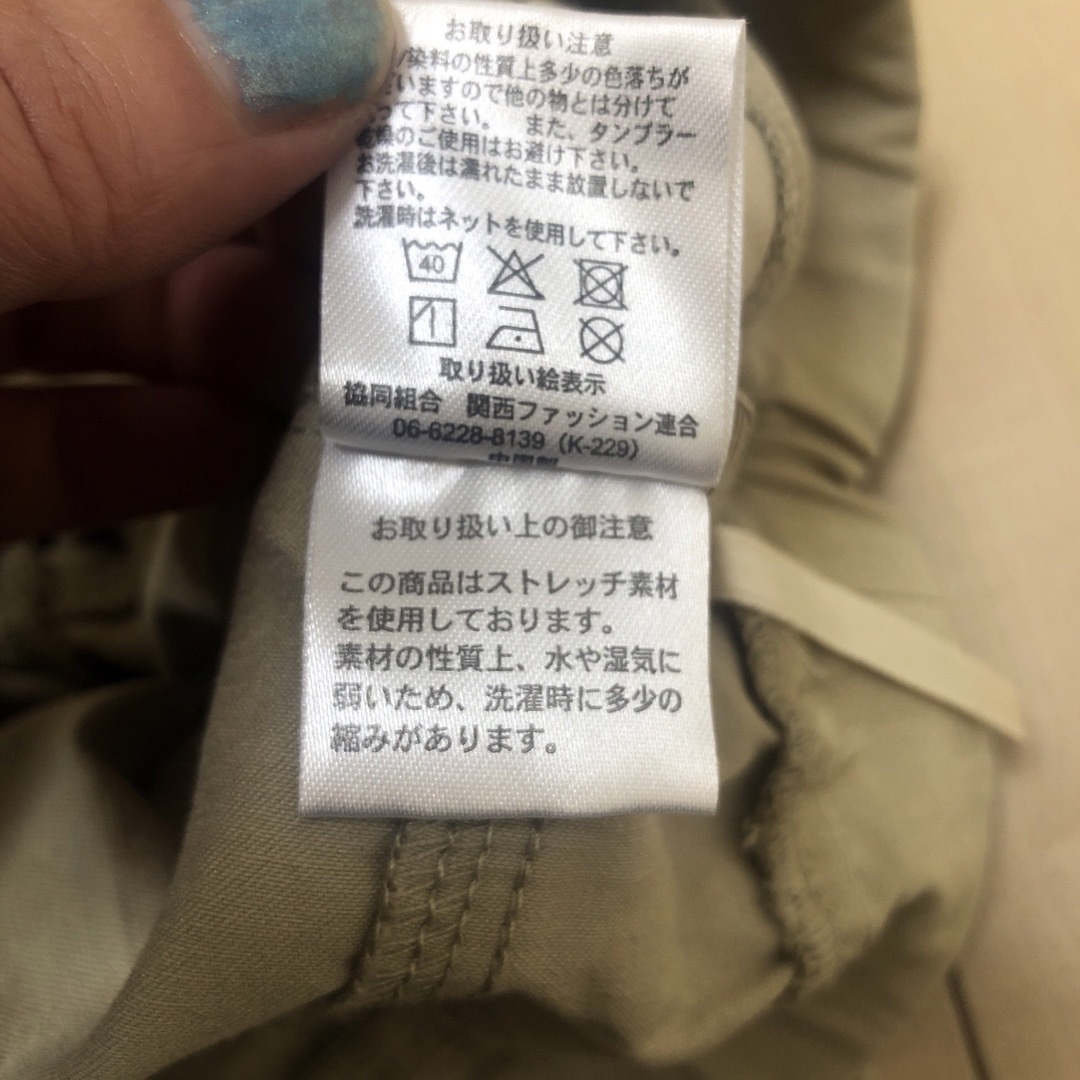 お取り扱い注意
染料の性質上多少の色落ちが
いますので他の物とは分けて
って下さい。 また、タンブラー
乾燥のご使用はお避け下さい。
お洗濯後は濡れたまま放置しないで
下さい。
洗濯時はネットを使用して下さい。
40
取り扱い絵表示
協同組合 関西ファッション連合
06-6228-8139 (K-229)
中国製
お取り扱い上の御注意
この商品はストレッチ素材
を使用しております。
素材の性質上、水や湿気に
弱いため、洗濯時に多少の
縮みがあります。